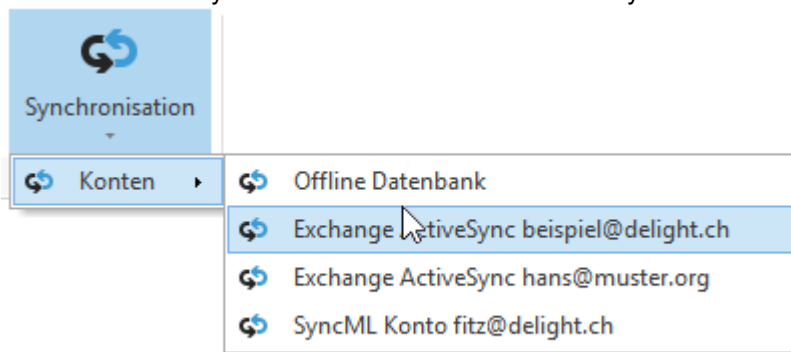 Synchronisation
Konten
Offline Datenbank
Exchange ActiveSync beispiel@delight.ch
Exchange ActiveSync hans@muster.org
SyncML Konto fitz@delight.ch